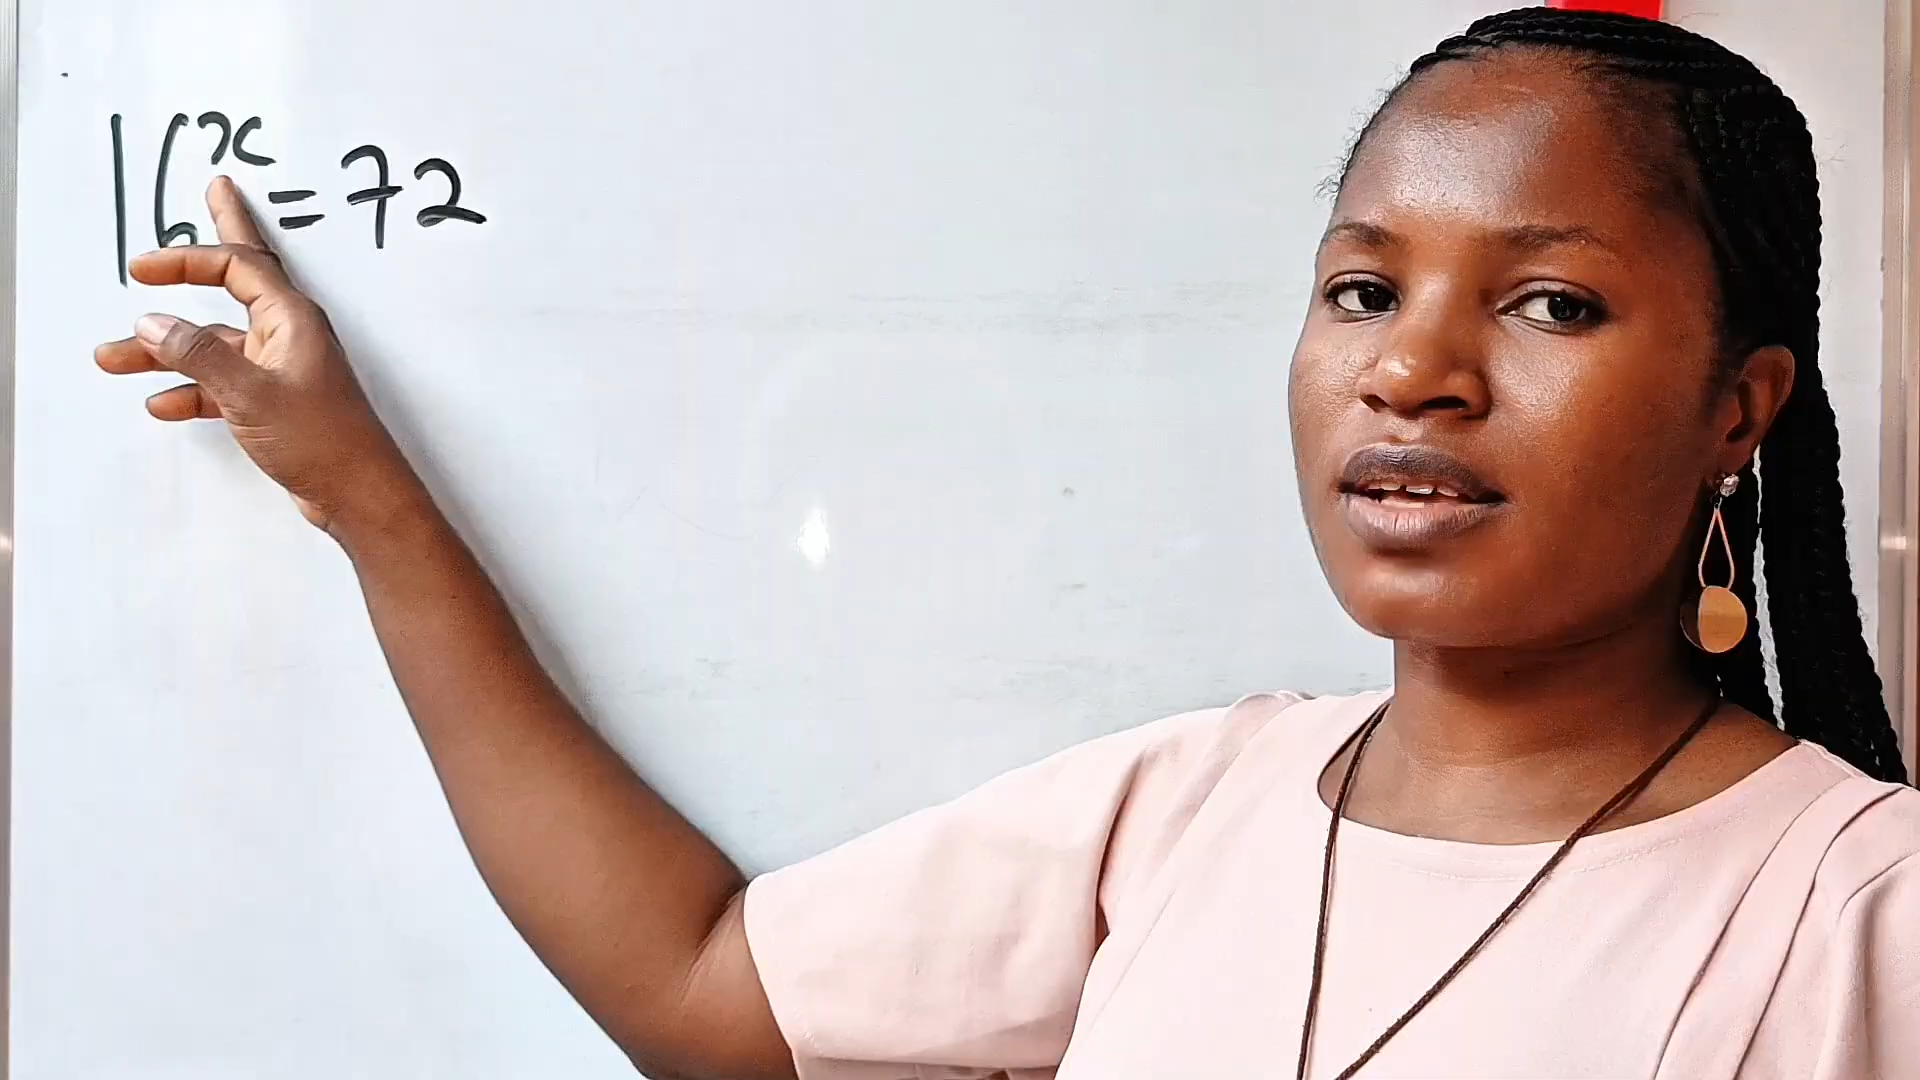 16^x = 72